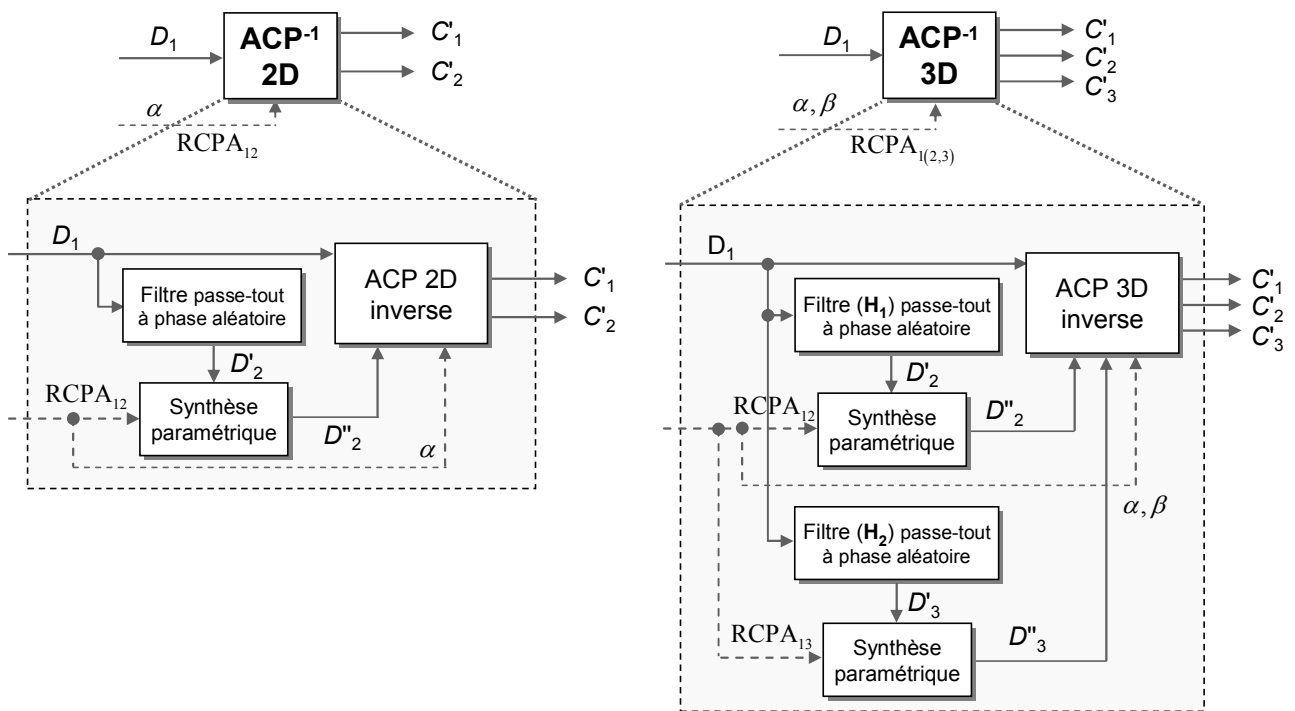 D₁
ACP⁻¹
2D
C'₁
C'₂
α
RCPA₁₂
D₁
Filtre passe-tout
à phase aléatoire
ACP 2D
inverse
C'₁
C'₂
D'₂
RCPA₁₂
Synthèse
paramétrique
D"₂
α
D₁
ACP⁻¹
3D
C'₁
C'₂
C'₃
α, β
RCPA₁₍₂,₃₎
D₁
Filtre (H₁) passe-tout
à phase aléatoire
ACP 3D
inverse
C'₁
C'₂
C'₃
D'₂
RCPA₁₂
Synthèse
paramétrique
D"₂
α, β
Filtre (H₂) passe-tout
à phase aléatoire
D'₃
RCPA₁₃
Synthèse
paramétrique
D"₃